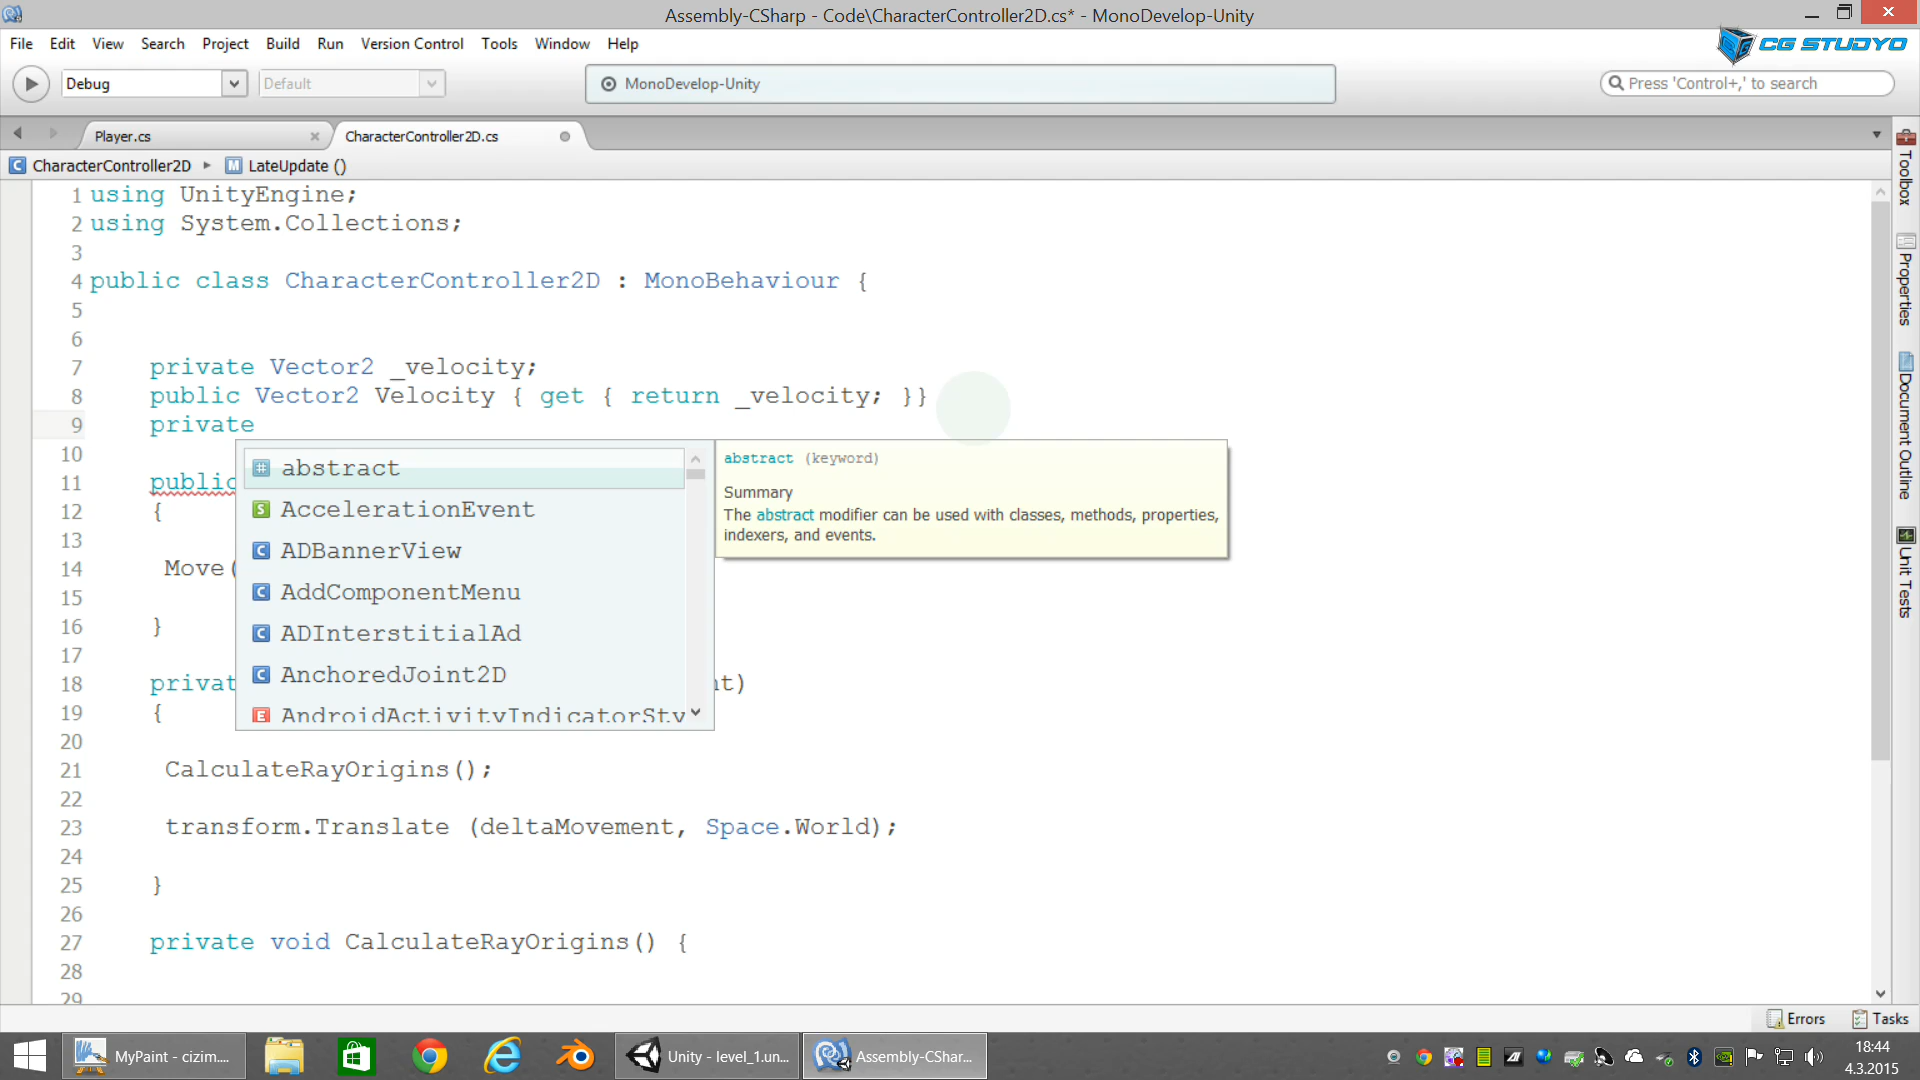 Assembly-CSharp - Code\CharacterController2D.cs* - MonoDevelop-Unity
File Edit View Search Project Build Run Version Control Tools Window Help
CG STUDYO
Debug Default MonoDevelop-Unity Press 'Control+,' to search
Player.cs CharacterController2D.cs
CharacterController2D LateUpdate ()
1 using UnityEngine;
2 using System.Collections;
3
4 public class CharacterController2D : MonoBehaviour {
5
6
7 private Vector2 _velocity;
8 public Vector2 Velocity { get { return _velocity; }}
9 private
10
11 public
12 {
13
14 Move(
15
16 }
17
18 privat t)
19 {
20
21 CalculateRayOrigins();
22
23 transform.Translate (deltaMovement, Space.World);
24
25 }
26
27 private void CalculateRayOrigins() {
28
29
abstract
AccelerationEvent
ADBannerView
AddComponentMenu
ADInterstitialAd
AnchoredJoint2D
AndroidActivityIndicatorSty
abstract (keyword)
Summary
The abstract modifier can be used with classes, methods, properties,
indexers, and events.
Toolbox
Properties
Document Outline
Unit Tests
Errors Tasks
MyPaint - cizim.... Unity - level_1.un... Assembly-CShar...
18:44
4.3.2015